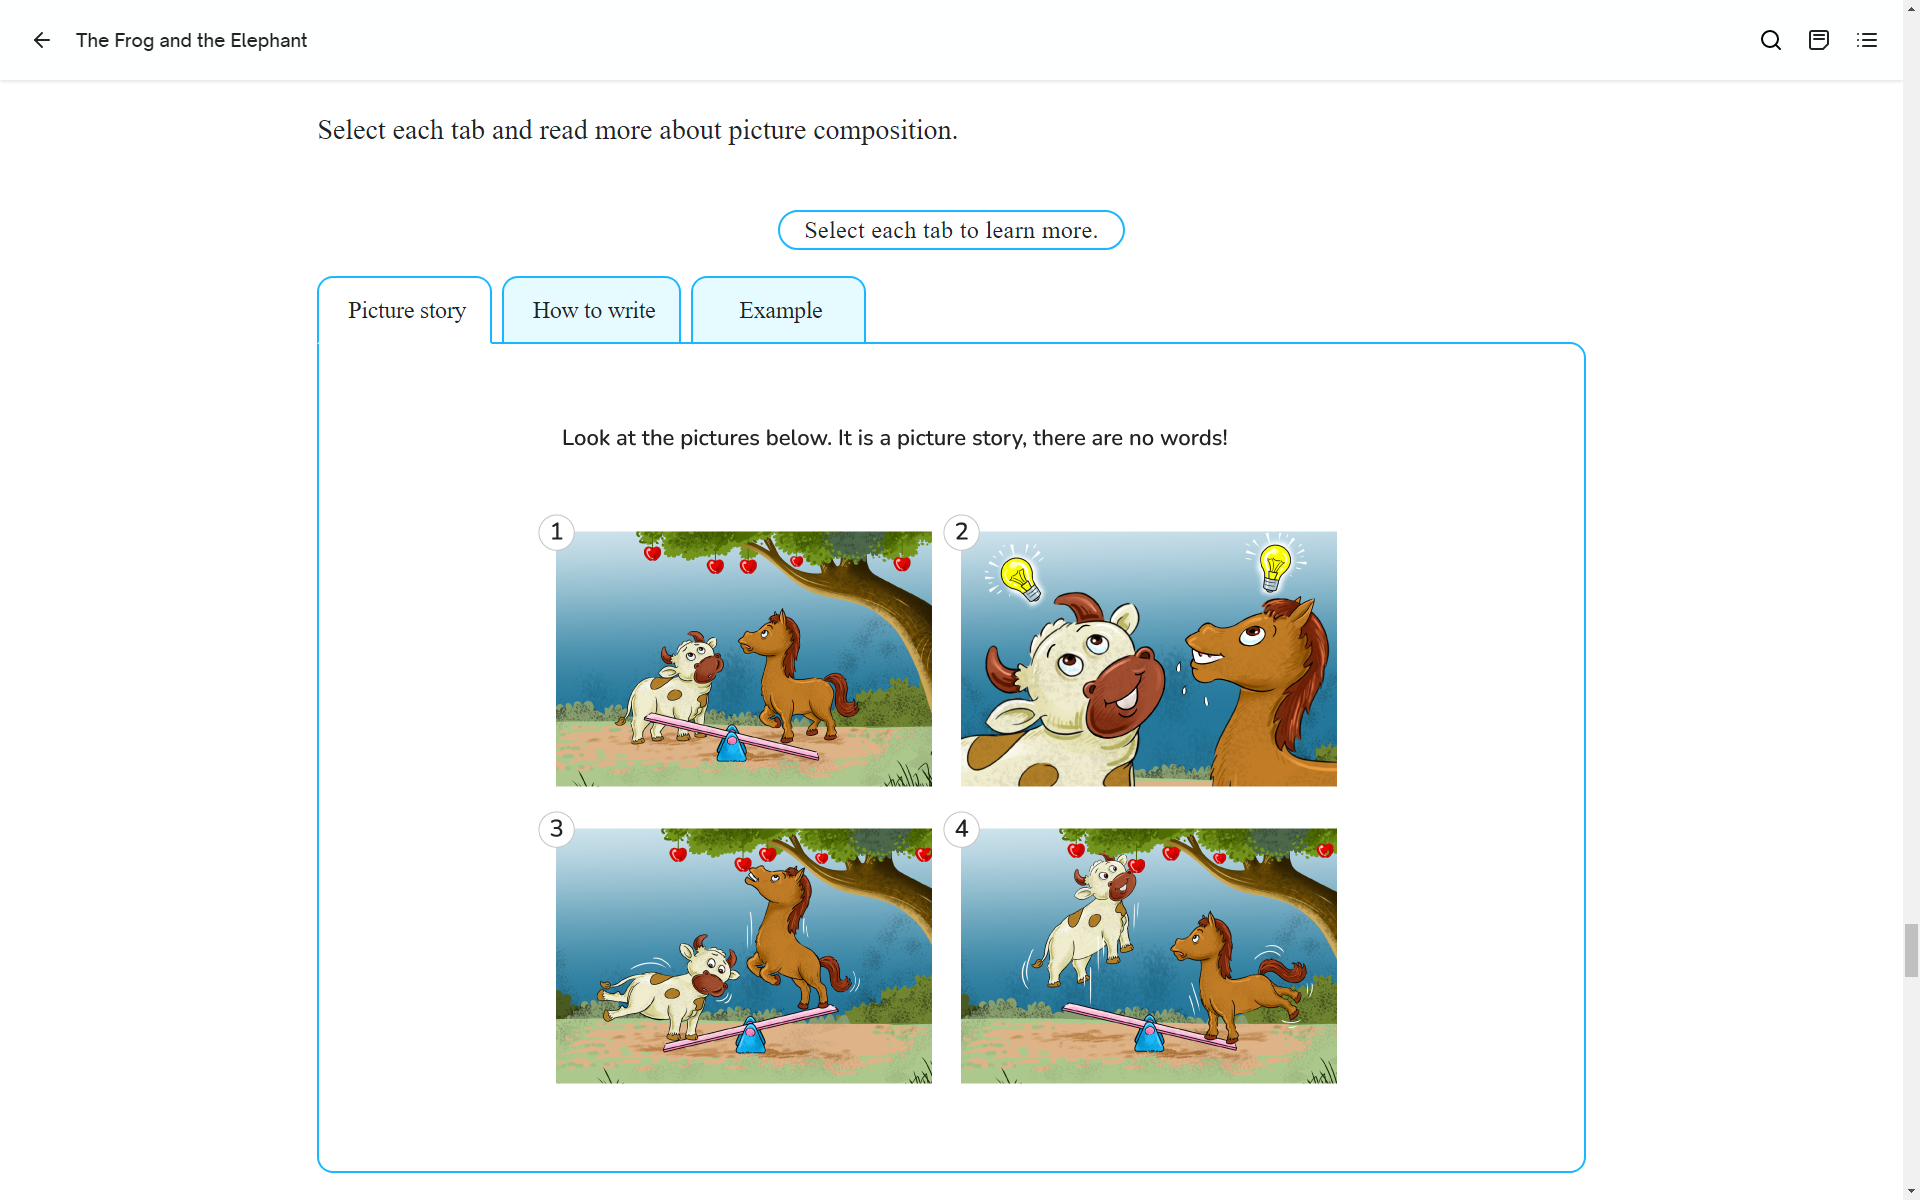 The Frog and the Elephant
Select each tab and read more about picture composition.
Select each tab to learn more.
Picture story
How to write
Example
Look at the pictures below. It is a picture story, there are no words!
1
2
3
4